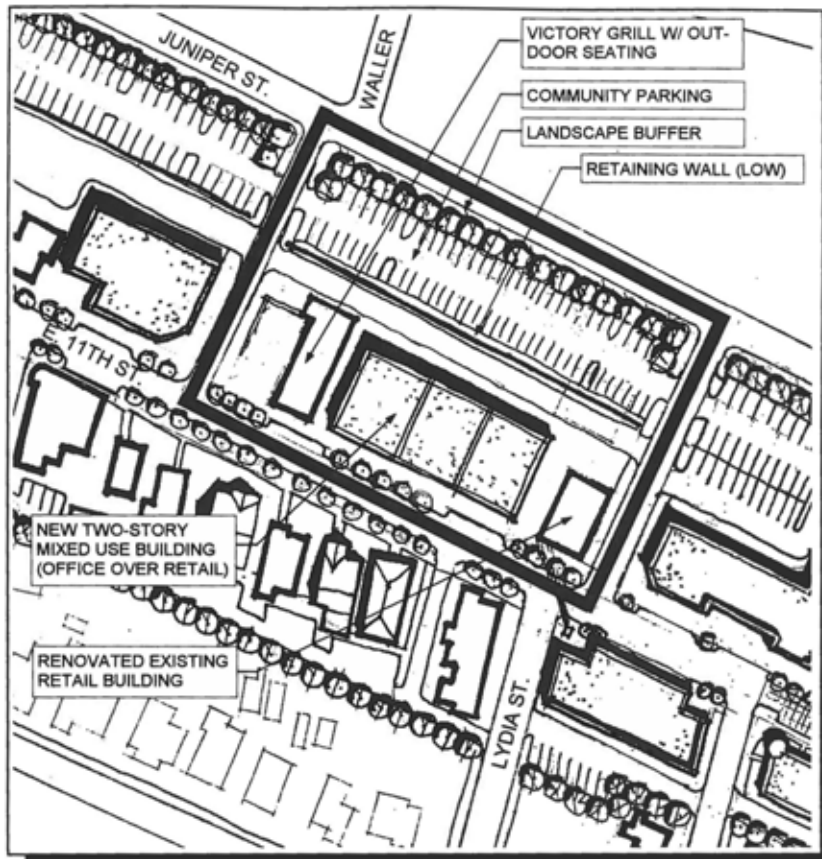 VICTORY GRILL W/ OUT-
DOOR SEATING
JUNIPER ST.
WALLER
COMMUNITY PARKING
LANDSCAPE BUFFER
RETAINING WALL (LOW)
E 11TH ST.
NEW TWO-STORY
MIXED USE BUILDING
(OFFICE OVER RETAIL)
RENOVATED EXISTING
RETAIL BUILDING
LYDIA ST.